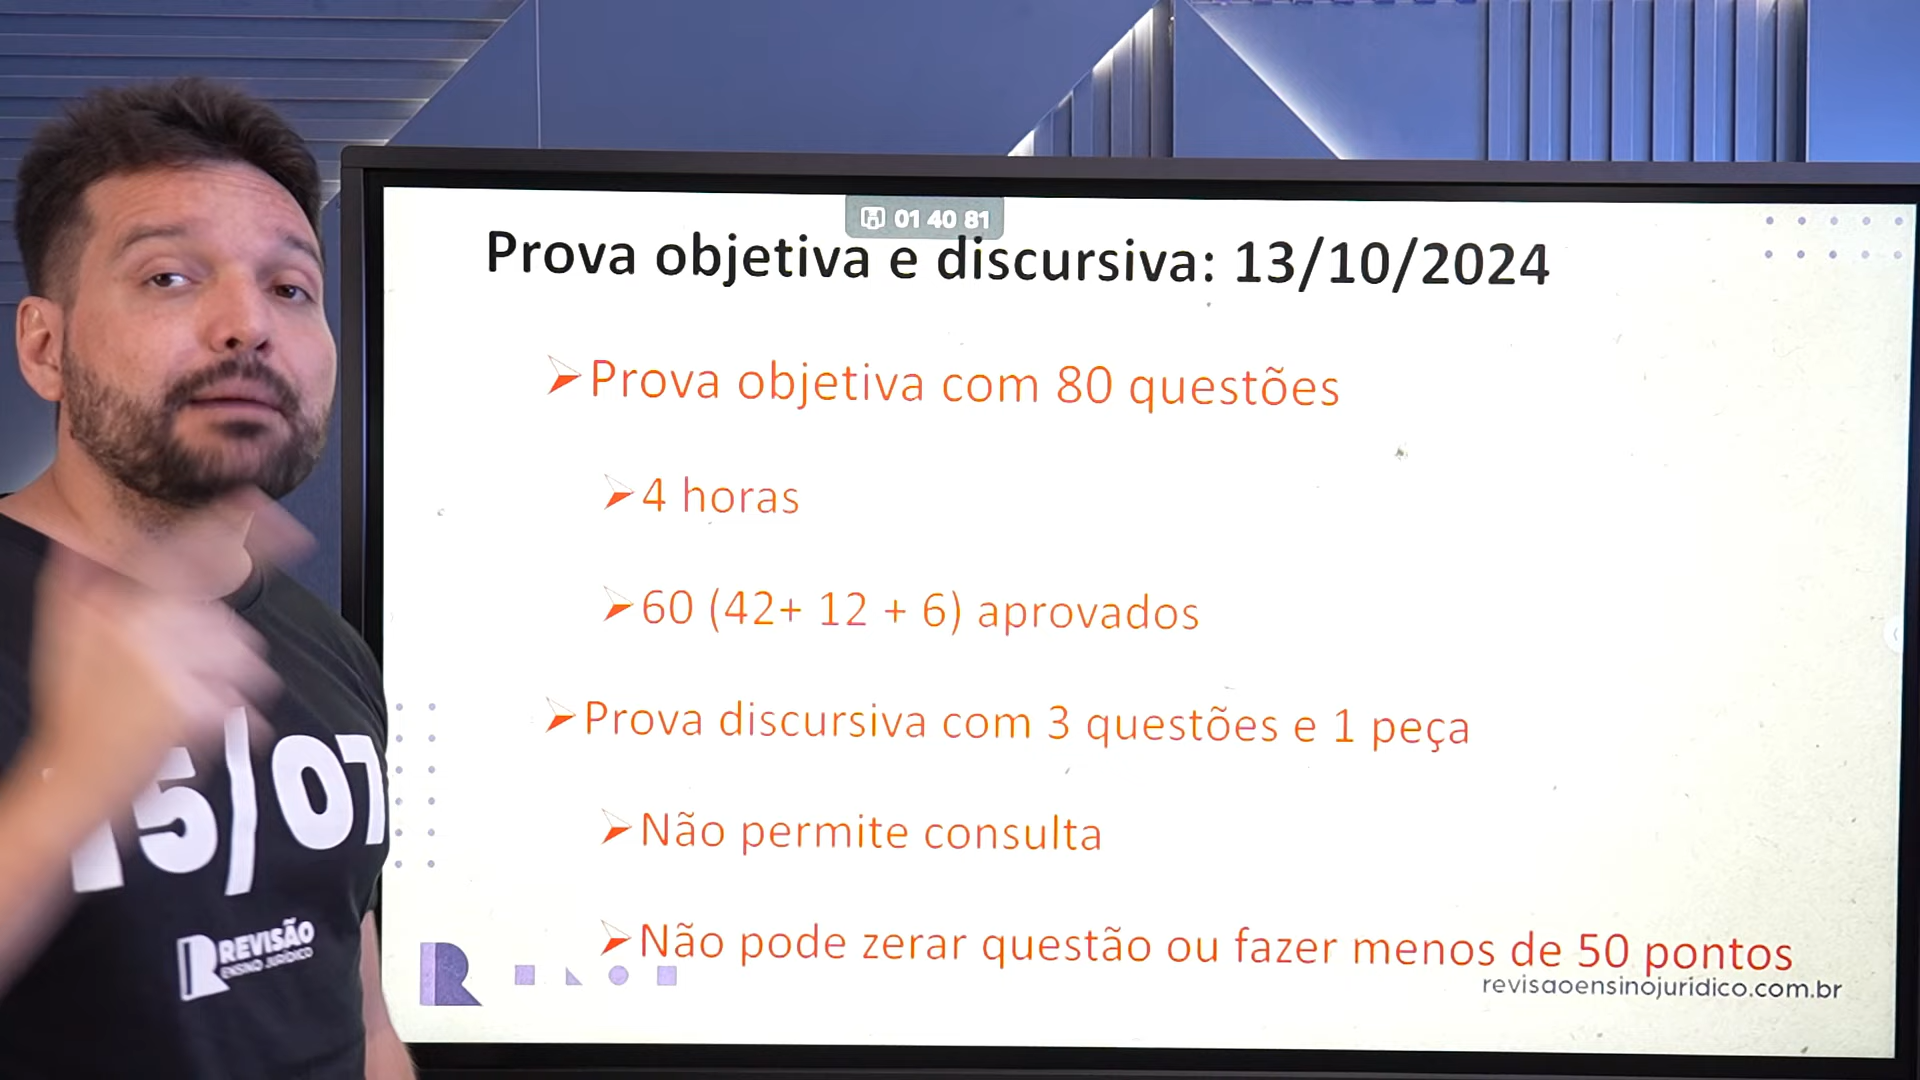 01 40 81
Prova objetiva e discursiva: 13/10/2024
Prova objetiva com 80 questões
4 horas
60 (42+ 12 + 6) aprovados
Prova discursiva com 3 questões e 1 peça
Não permite consulta
Não pode zerar questão ou fazer menos de 50 pontos
revisaoensinojuridico.com.br
15/07
REVISÃO
ENSINO JURÍDICO